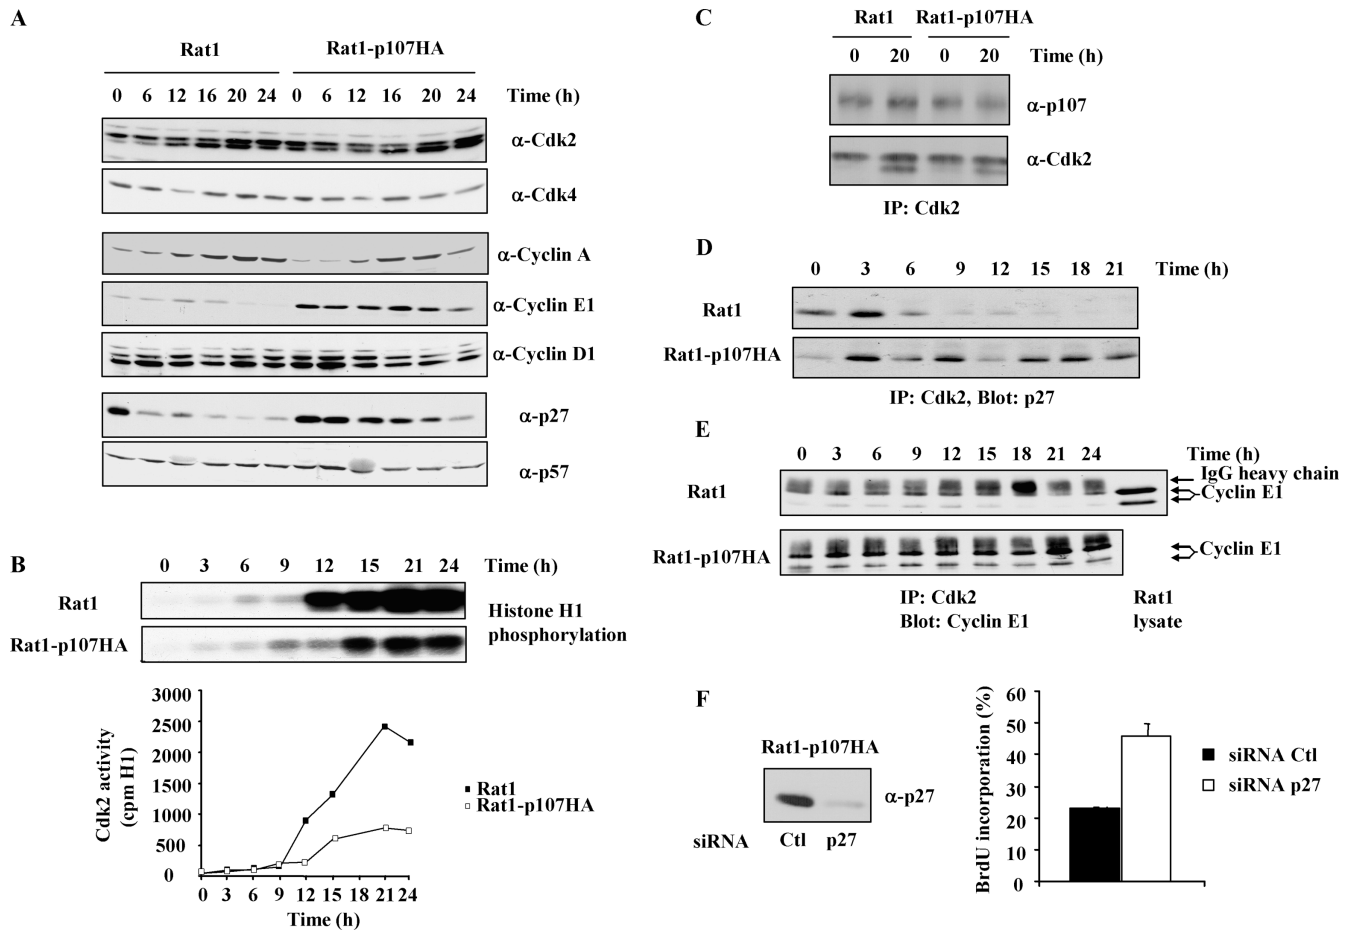 A
Rat1 Rat1-p107HA
0 6 12 16 20 24 0 6 12 16 20 24 Time (h)
α-Cdk2
α-Cdk4
α-Cyclin A
α-Cyclin E1
α-Cyclin D1
α-p27
α-p57
B
0 3 6 9 12 15 21 24 Time (h)
Rat1
Rat1-p107HA
Histone H1
phosphorylation
3000
2500
2000
1500
1000
500
0
Cdk2 activity
(cpm H1)
Rat1
Rat1-p107HA
0 3 6 9 12 15 18 21 24
Time (h)
C
Rat1 Rat1-p107HA
0 20 0 20 Time (h)
α-p107
α-Cdk2
IP: Cdk2
D
0 3 6 9 12 15 18 21 Time (h)
Rat1
Rat1-p107HA
IP: Cdk2, Blot: p27
E
0 3 6 9 12 15 18 21 24 Time (h)
Rat1
IgG heavy chain
Cyclin E1
Rat1-p107HA
Cyclin E1
IP: Cdk2
Blot: Cyclin E1
Rat1
lysate
F
Rat1-p107HA
α-p27
siRNA Ctl p27
BrdU incorporation (%)
60
50
40
30
20
10
0
siRNA Ctl
siRNA p27